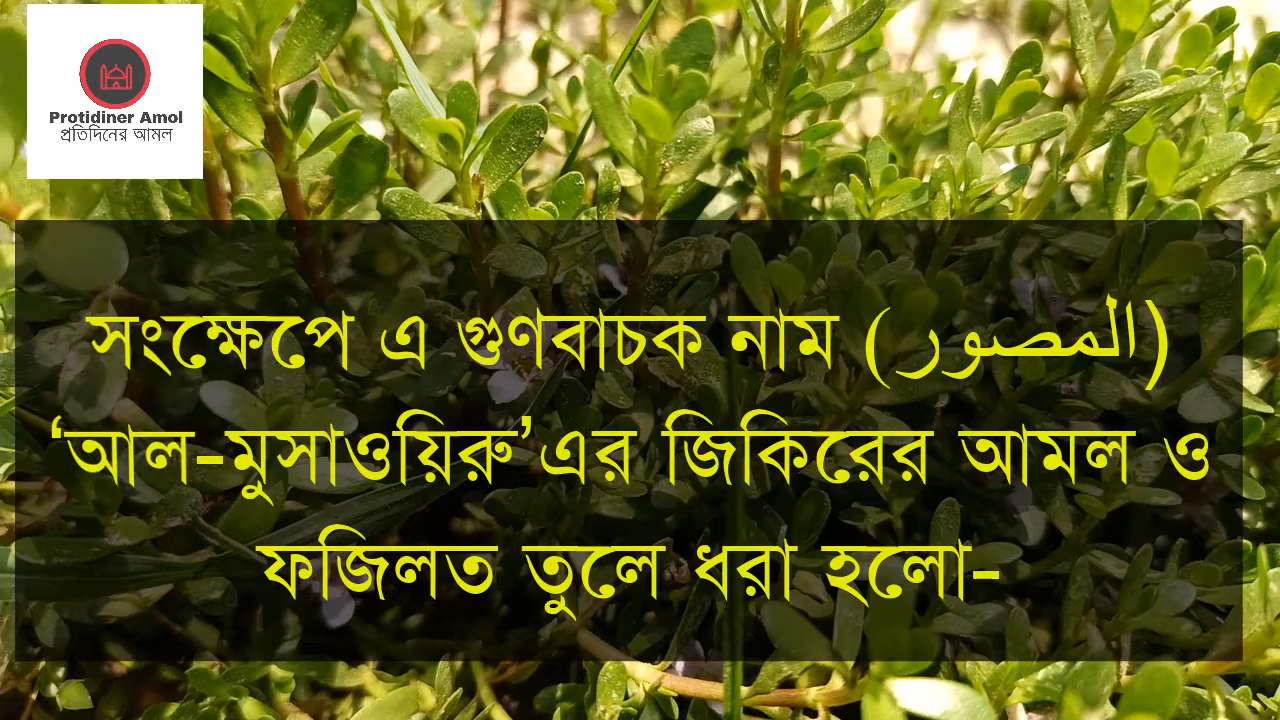 Protidiner Amol
প্রতিদিনের আমল
সংক্ষেপে এ গুণবাচক নাম (المصور)
‘আল-মুসাওয়িরু’এর জিকিরের আমল ও
ফজিলত তুলে ধরা হলো-